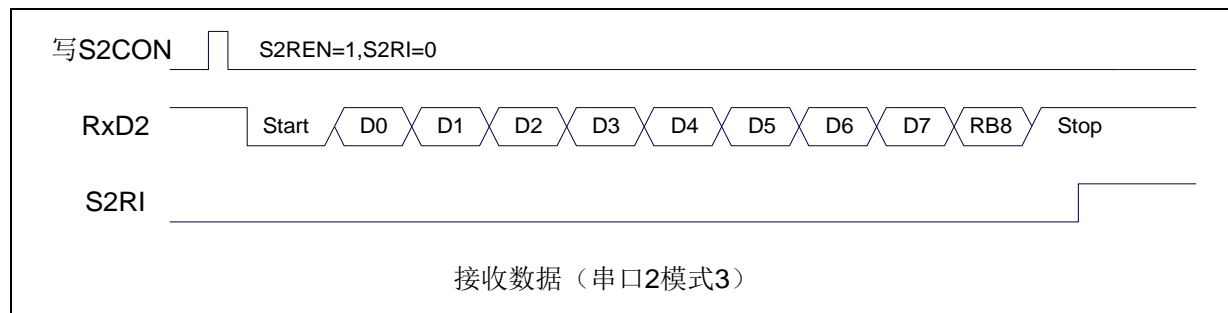 写S2CON S2REN=1,S2RI=0
RxD2 Start D0 D1 D2 D3 D4 D5 D6 D7 RB8 Stop
S2RI
接收数据（串口2模式3）